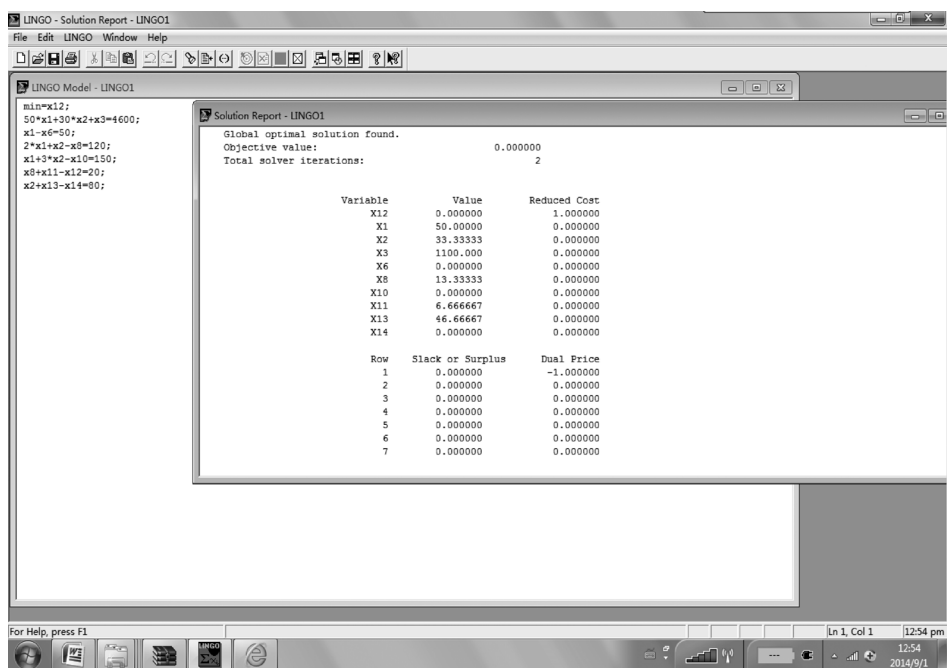 LINGO - Solution Report - LINGO1
File Edit LINGO Window Help
LINGO Model - LINGO1
min=x12;
50*x1+30*x2+x3=4600;
x1-x6=50;
2*x1+x2-x8=120;
x1+3*x2-x10=150;
x8+x11-x12=20;
x2+x13-x14=80;
Solution Report - LINGO1
Global optimal solution found.
Objective value: 0.000000
Total solver iterations: 2
Variable Value Reduced Cost
X12 0.000000 1.000000
X1 50.00000 0.000000
X2 33.33333 0.000000
X3 1100.000 0.000000
X6 0.000000 0.000000
X8 13.33333 0.000000
X10 0.000000 0.000000
X11 6.666667 0.000000
X13 46.66667 0.000000
X14 0.000000 0.000000
Row Slack or Surplus Dual Price
1 0.000000 -1.000000
2 0.000000 0.000000
3 0.000000 0.000000
4 0.000000 0.000000
5 0.000000 0.000000
6 0.000000 0.000000
7 0.000000 0.000000
For Help, press F1
Ln 1, Col 1
12:54 pm
LINGO
12:54
2014/9/1